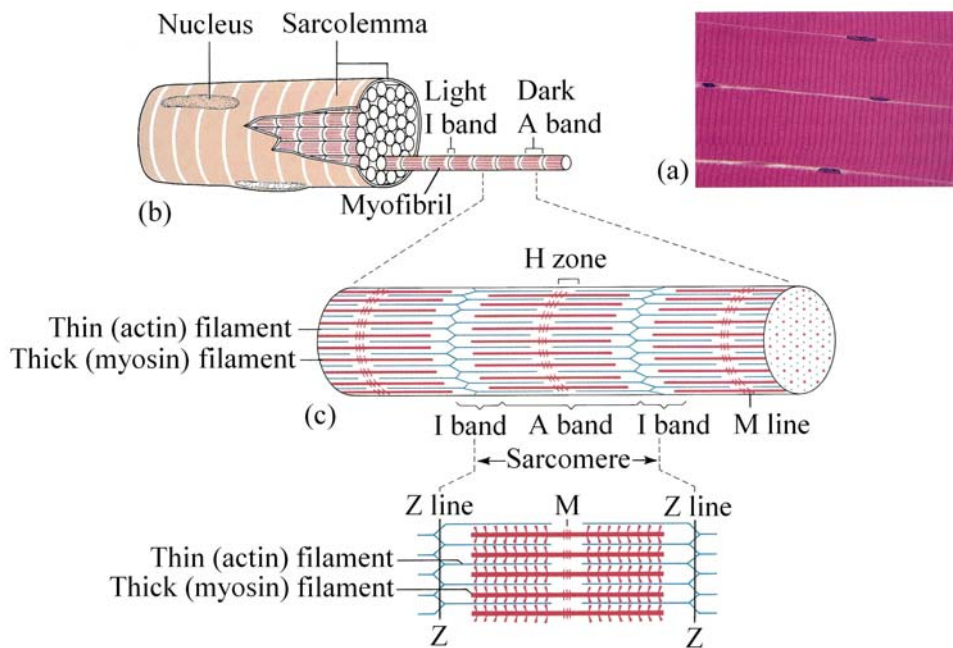 Nucleus
Sarcolemma
Light
I band
Dark
A band
(a)
Myofibril
(b)
H zone
Thin (actin) filament
Thick (myosin) filament
(c)
I band
A band
I band
M line
Sarcomere
Z line
M
Z line
Thin (actin) filament
Thick (myosin) filament
Z
Z